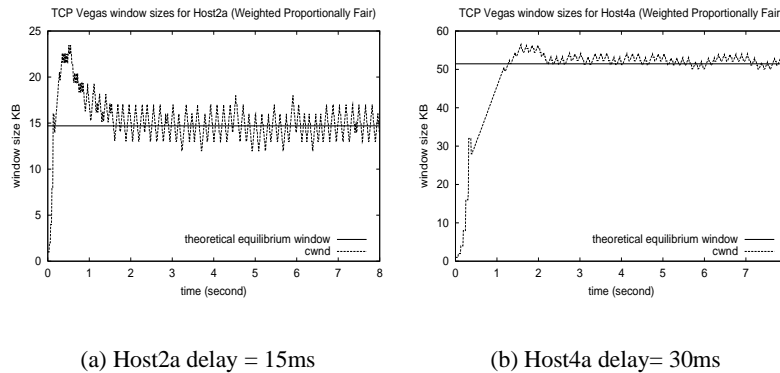 TCP Vegas window sizes for Host2a (Weighted Proportionally Fair)
25
20
15
10
5
0
window size KB
theoretical equilibrium window
cwnd
0 1 2 3 4 5 6 7 8
time (second)
(a) Host2a delay = 15ms
TCP Vegas window sizes for Host4a (Weighted Proportionally Fair)
60
50
40
30
20
10
0
window size KB
theoretical equilibrium window
cwnd
0 1 2 3 4 5 6 7
time (second)
(b) Host4a delay= 30ms